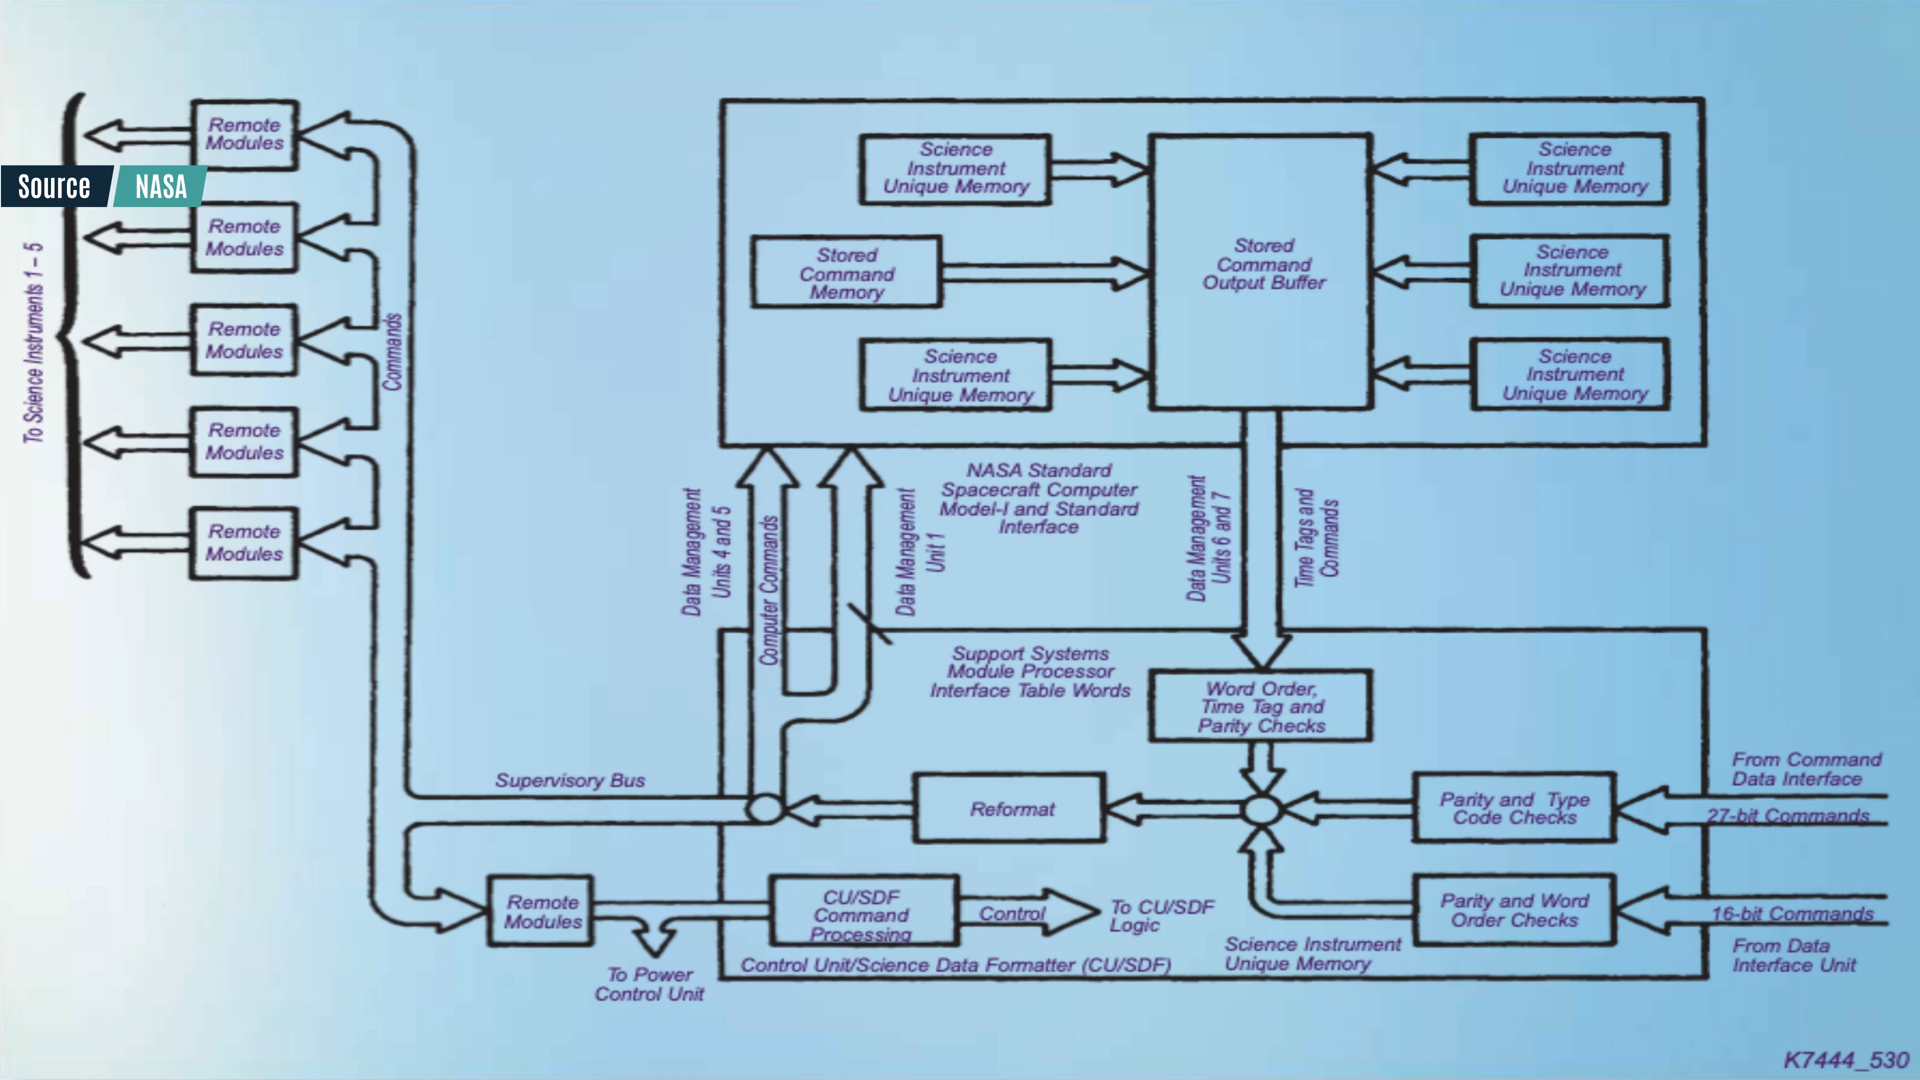 Source NASA
To Science Instruments 1 – 5
Remote
Modules
Remote
Modules
Remote
Modules
Remote
Modules
Remote
Modules
Commands
Science
Instrument
Unique Memory
Stored
Command
Memory
Science
Instrument
Unique Memory
Stored
Command
Output Buffer
Science
Instrument
Unique Memory
Science
Instrument
Unique Memory
Science
Instrument
Unique Memory
Data Management
Units 4 and 5
Computer Commands
Data Management
Unit 1
NASA Standard
Spacecraft Computer
Model-I and Standard
Interface
Data Management
Units 6 and 7
Time Tags and
Commands
Support Systems
Module Processor
Interface Table Words
Word Order,
Time Tag and
Parity Checks
Supervisory Bus
Reformat
Parity and Type
Code Checks
From Command
Data Interface
27-bit Commands
Remote
Modules
CU/SDF
Command
Processing
Control
To CU/SDF
Logic
Parity and Word
Order Checks
16-bit Commands
From Data
Interface Unit
Science Instrument
Unique Memory
To Power
Control Unit
Control Unit/Science Data Formatter (CU/SDF)
K7444_530